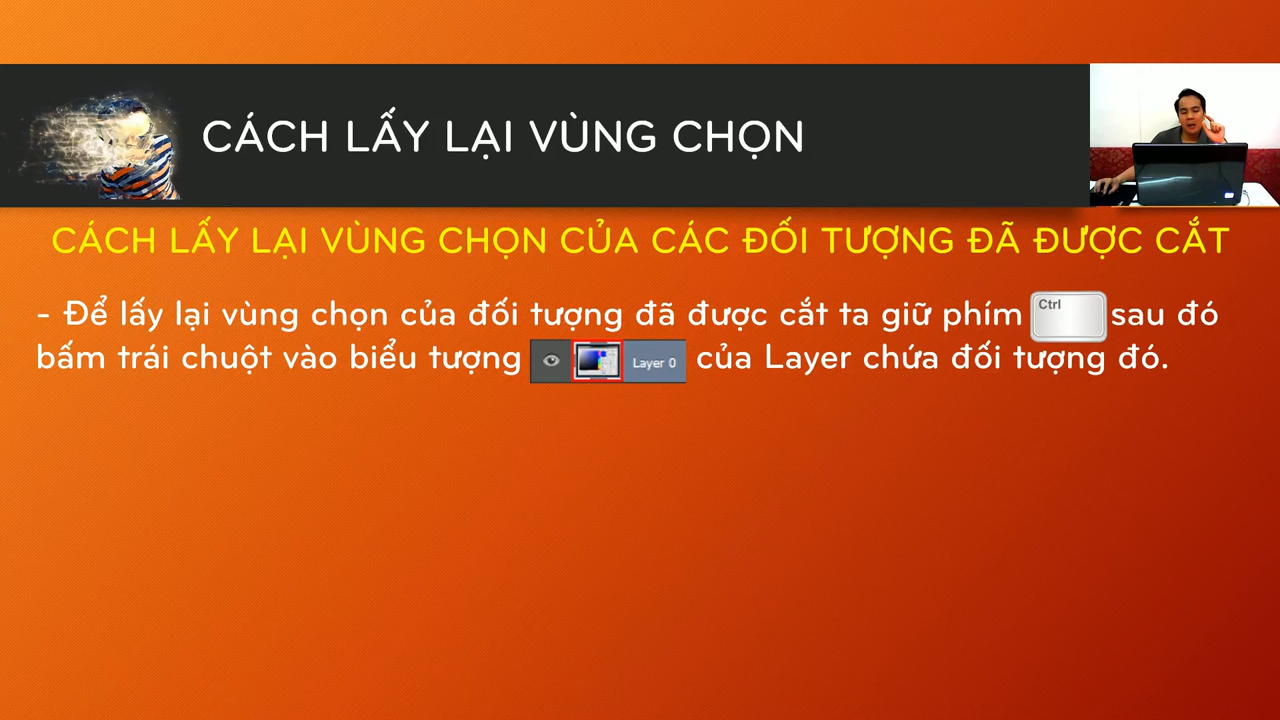 CÁCH LẤY LẠI VÙNG CHỌN
CÁCH LẤY LẠI VÙNG CHỌN CỦA CÁC ĐỐI TƯỢNG ĐÃ ĐƯỢC CẮT
- Để lấy lại vùng chọn của đối tượng đã được cắt ta giữ phím Ctrl sau đó
bấm trái chuột vào biểu tượng Layer 0 của Layer chứa đối tượng đó.